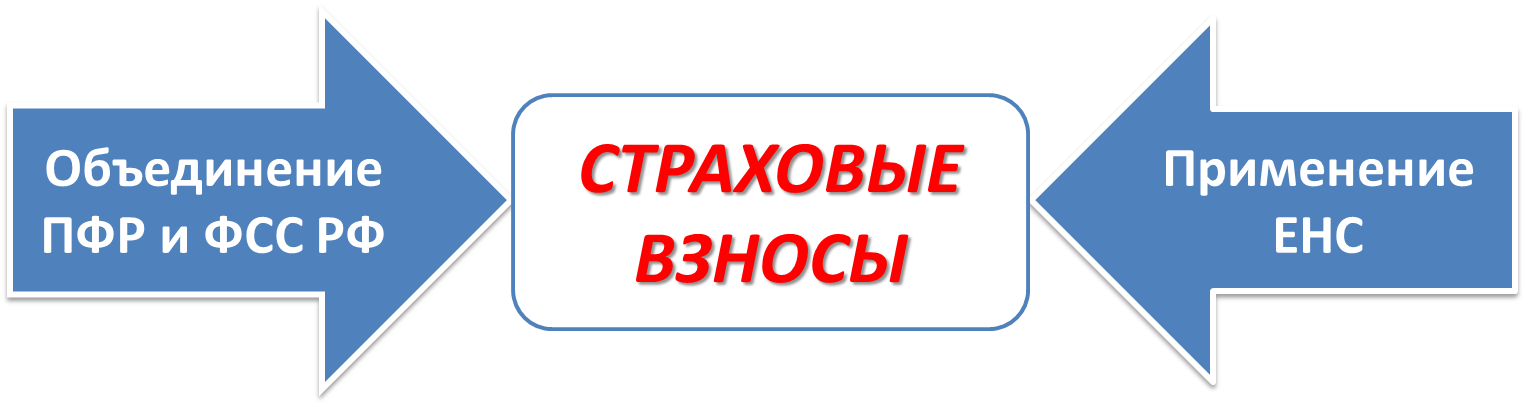 Объединение
ПФР и ФСС РФ
СТРАХОВЫЕ
ВЗНОСЫ
Применение
ЕНС